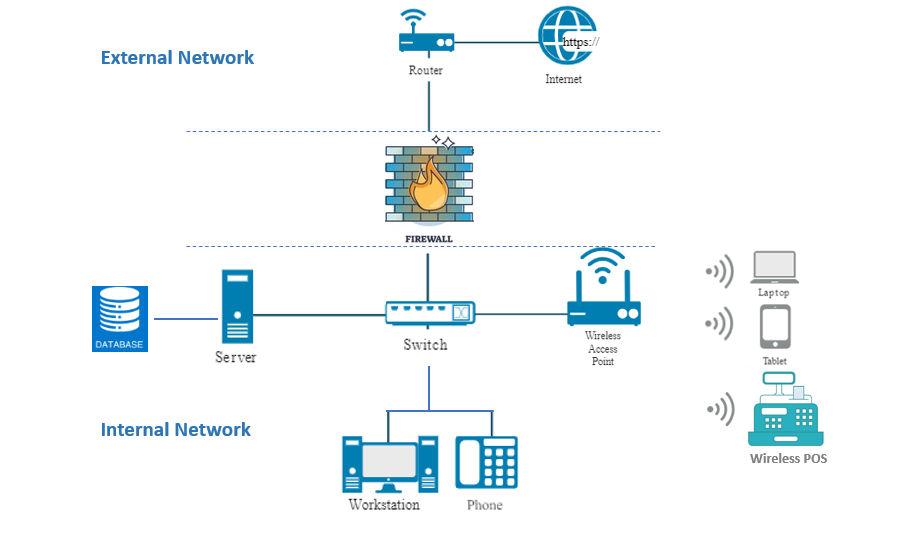 External Network
https://
Router
Internet
FIREWALL
DATABASE
Server
Switch
Wireless
Access
Point
Laptop
Tablet
Internal Network
Wireless POS
Workstation
Phone